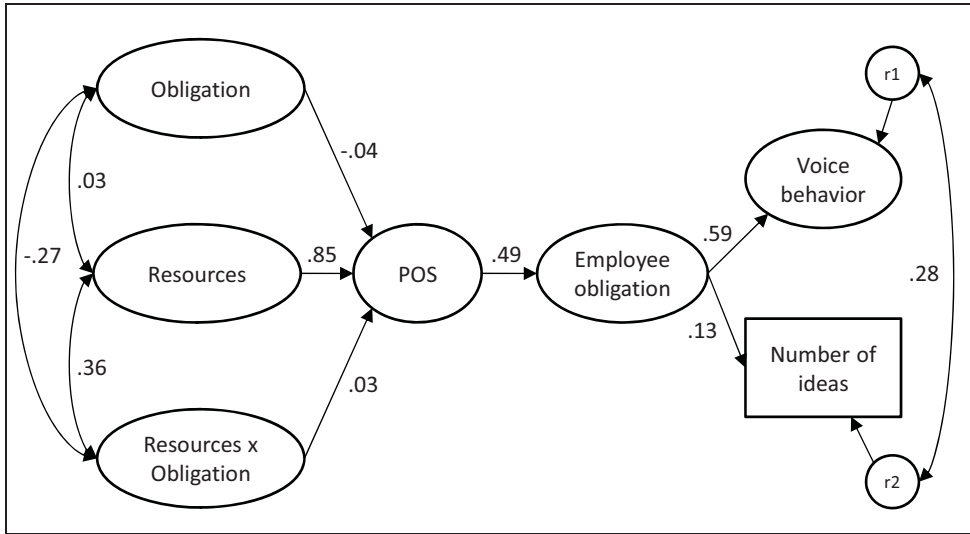 Obligation
r1
-.04
Voice
behavior
.03
.59
-.27
Resources
.85
POS
.49
Employee
obligation
.28
.13
.36
Number of
ideas
.03
Resources x
Obligation
r2